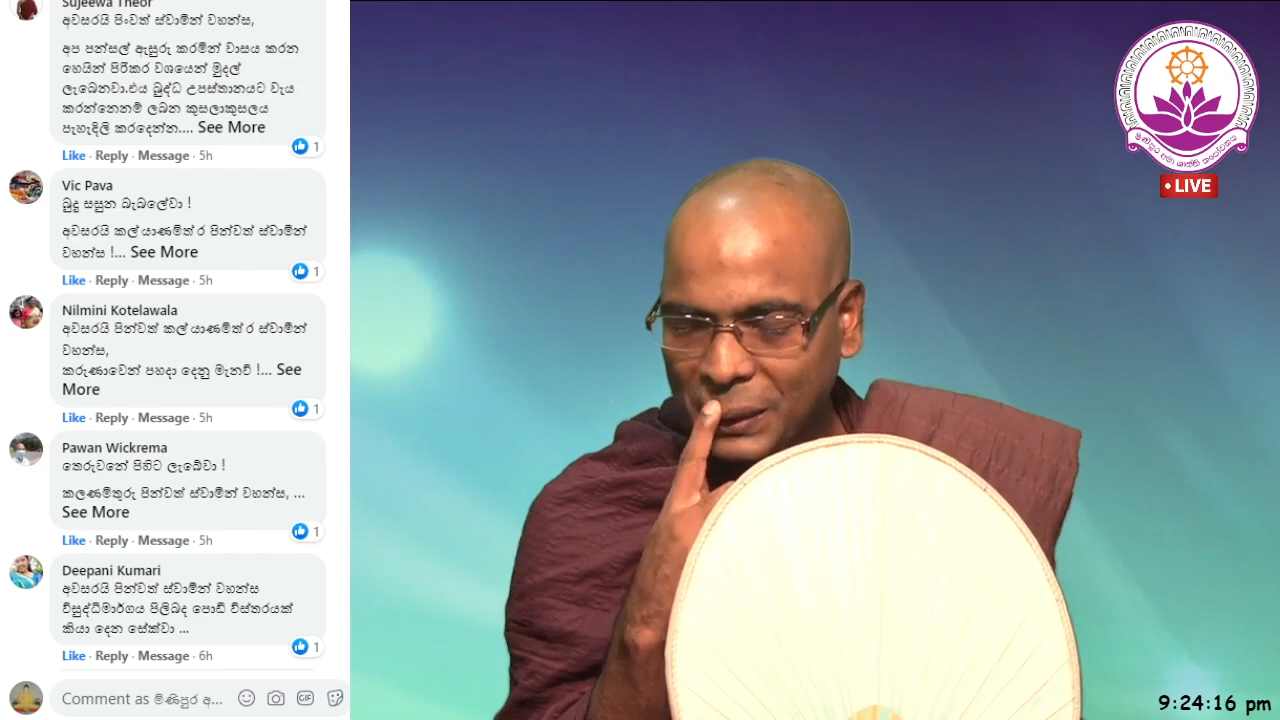 Sujeewa Theor
අවසරයි පිංවත් ස්වාමීන් වහන්ස,
අප පන්සල් ඇසුරු කරමින් වාසය කරන
හෙයින් පිරිකර වශයෙන් මුදල්
ලැබෙනවා.එය බුද්ධ උපස්තානයට වැය
කරන්නෙනම් ලබන කුසලාකුසලය
පැහැඳිලි කරදෙන්න.... See More
1
Like · Reply · Message · 5h
Vic Pava
බුදු සසුන බැබලේවා !
අවසරයි කල් යාණමිත් ර පින්වත් ස්වාමීන්
වහන්ස !... See More
1
Like · Reply · Message · 5h
Nilmini Kotelawala
අවසරයි පින්වත් කල් යාණමිත් ර ස්වාමීන්
වහන්ස,
කරුණාවෙන් පහදා දෙනු මැනවි !... See
More
1
Like · Reply · Message · 5h
Pawan Wickrema
තෙරුවනේ පිහිට ලැබේවා !
කලණමිතුරු පින්වත් ස්වාමීන් වහන්ස, ...
See More
1
Like · Reply · Message · 5h
Deepani Kumari
අවසරයි පින්වත් ස්වාමීන් වහන්ස
විසුද්ධිමාර්ගය පිලිබද පොඩි විස්තරයක්
කියා දෙන සේක්වා ...
1
Like · Reply · Message · 6h
Comment as මිණිපුර අ...
GIF
LIVE
9:24:16 pm